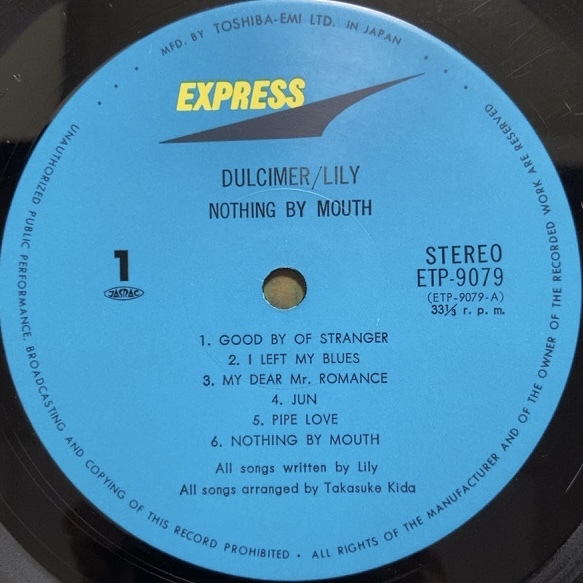 MFD. BY TOSHIBA-EMI LTD. IN JAPAN
EXPRESS
DULCIMER/LILY
NOTHING BY MOUTH
1
JASRAC
STEREO
ETP-9079
(ETP-9079-A)
33⅓ r. p. m.
1. GOOD BY OF STRANGER
2. I LEFT MY BLUES
3. MY DEAR Mr. ROMANCE
4. JUN
5. PIPE LOVE
6. NOTHING BY MOUTH
All songs written by Lily
All songs arranged by Takasuke Kida
UNAUTHORIZED PUBLIC PERFORMANCE. BROADCASTING AND COPYING OF THIS RECORD PROHIBITED • ALL RIGHTS OF THE MANUFACTURER AND OF THE OWNER OF THE RECORDED WORK ARE RESERVED